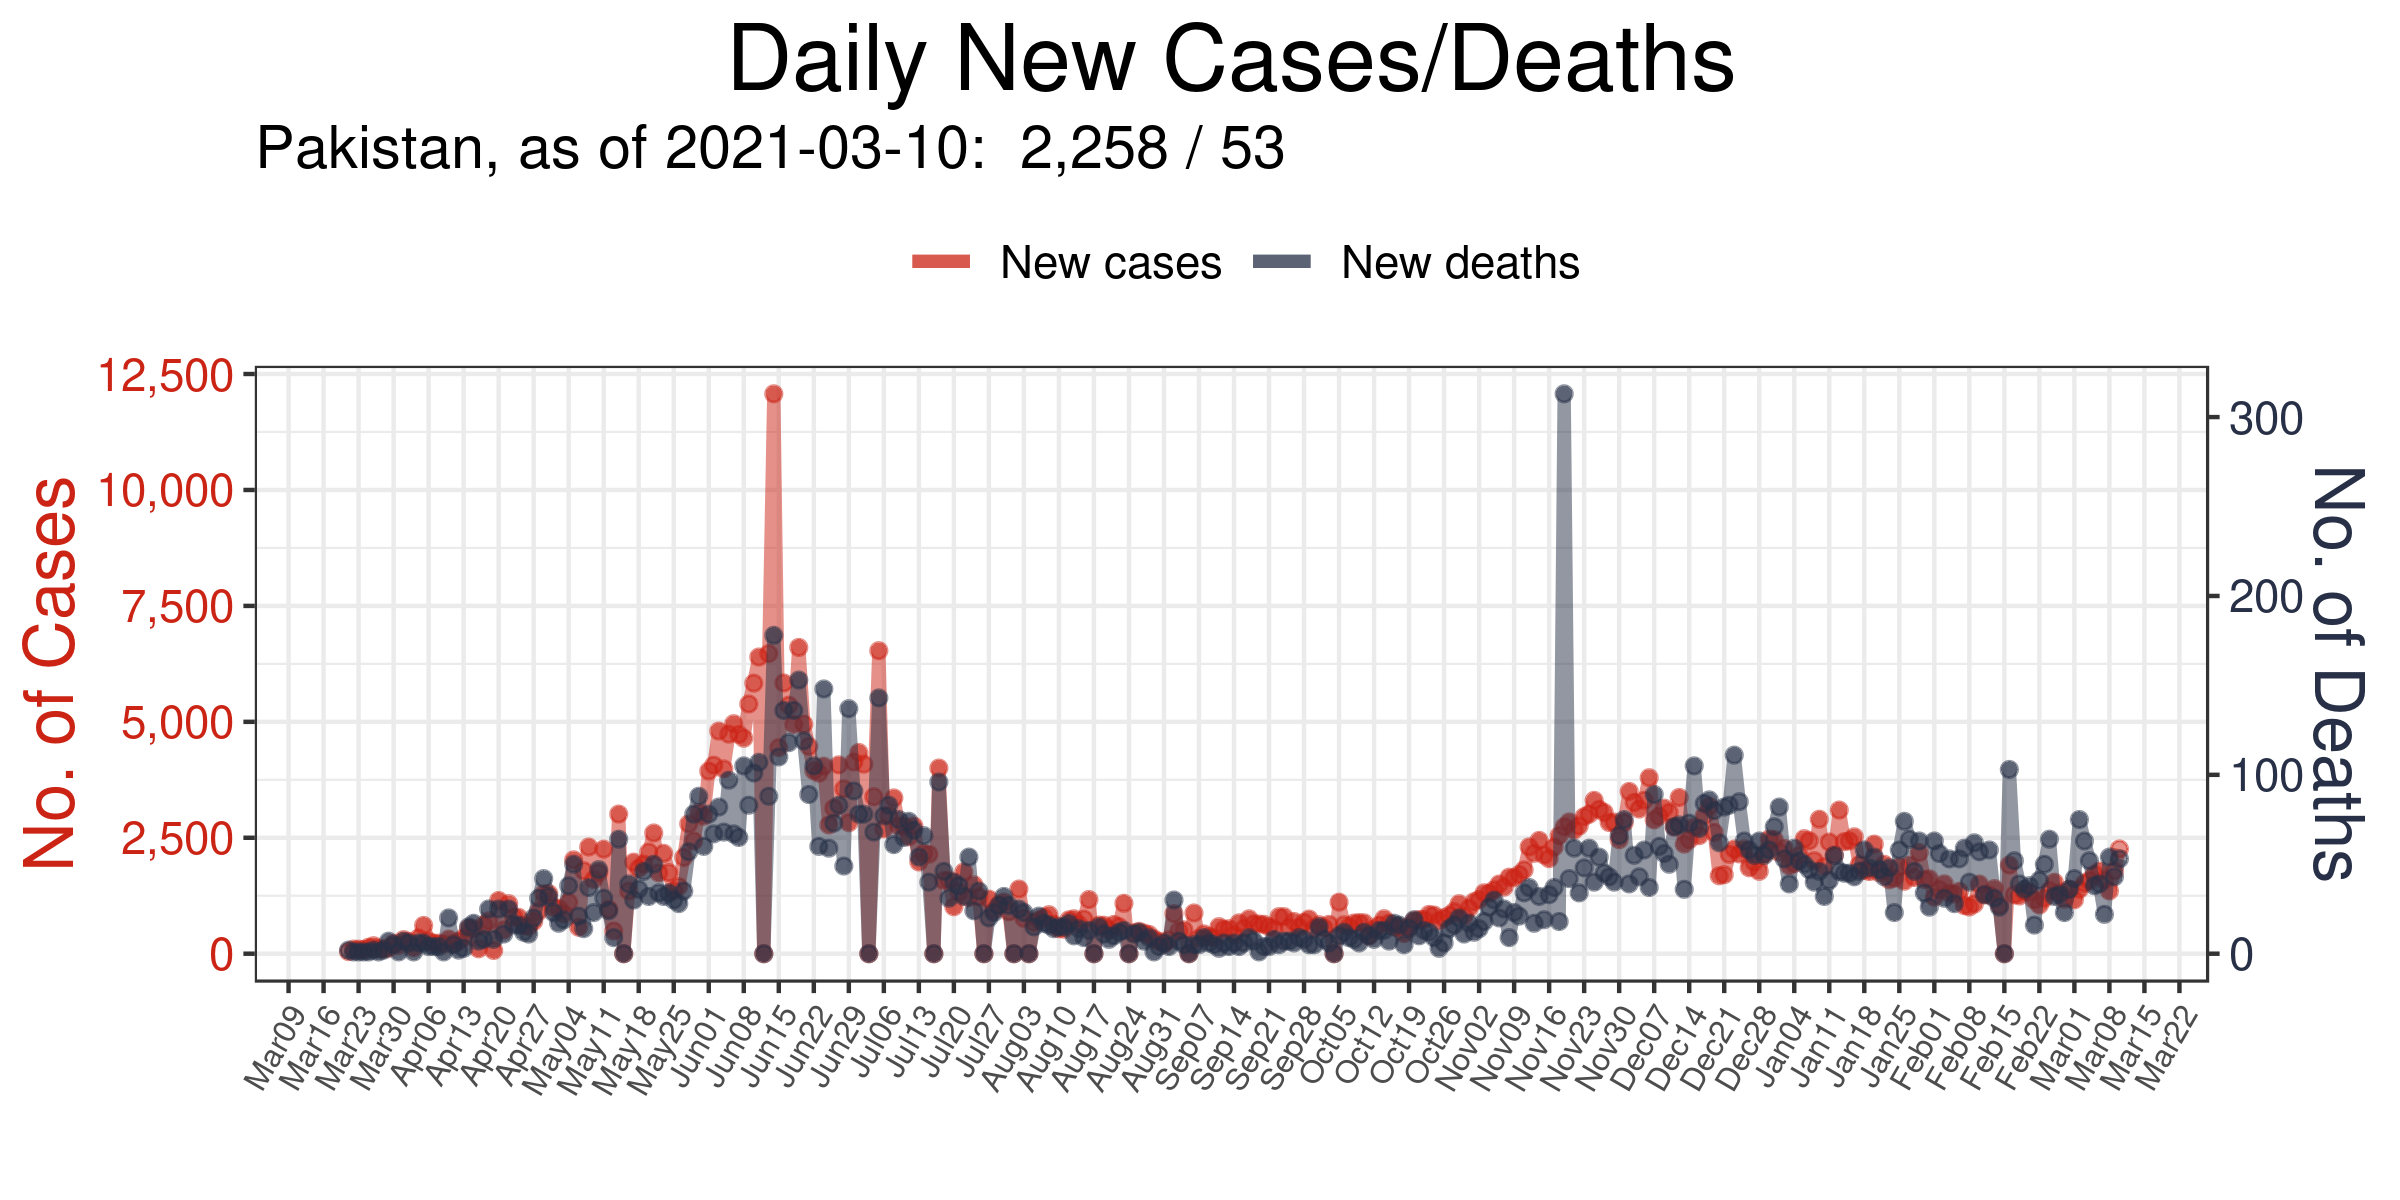 Daily New Cases/Deaths
Pakistan, as of 2021-03-10:  2,258 / 53
New cases
New deaths
No. of Cases
12,500
10,000
7,500
5,000
2,500
0
300
200
100
0
No. of Deaths
Mar09
Mar16
Mar23
Mar30
Apr06
Apr13
Apr20
Apr27
May04
May11
May18
May25
Jun01
Jun08
Jun15
Jun22
Jun29
Jul06
Jul13
Jul20
Jul27
Aug03
Aug10
Aug17
Aug24
Aug31
Sep07
Sep14
Sep21
Sep28
Oct05
Oct12
Oct19
Oct26
Nov02
Nov09
Nov16
Nov23
Nov30
Dec07
Dec14
Dec21
Dec28
Jan04
Jan11
Jan18
Jan25
Feb01
Feb08
Feb15
Feb22
Mar01
Mar08
Mar15
Mar22